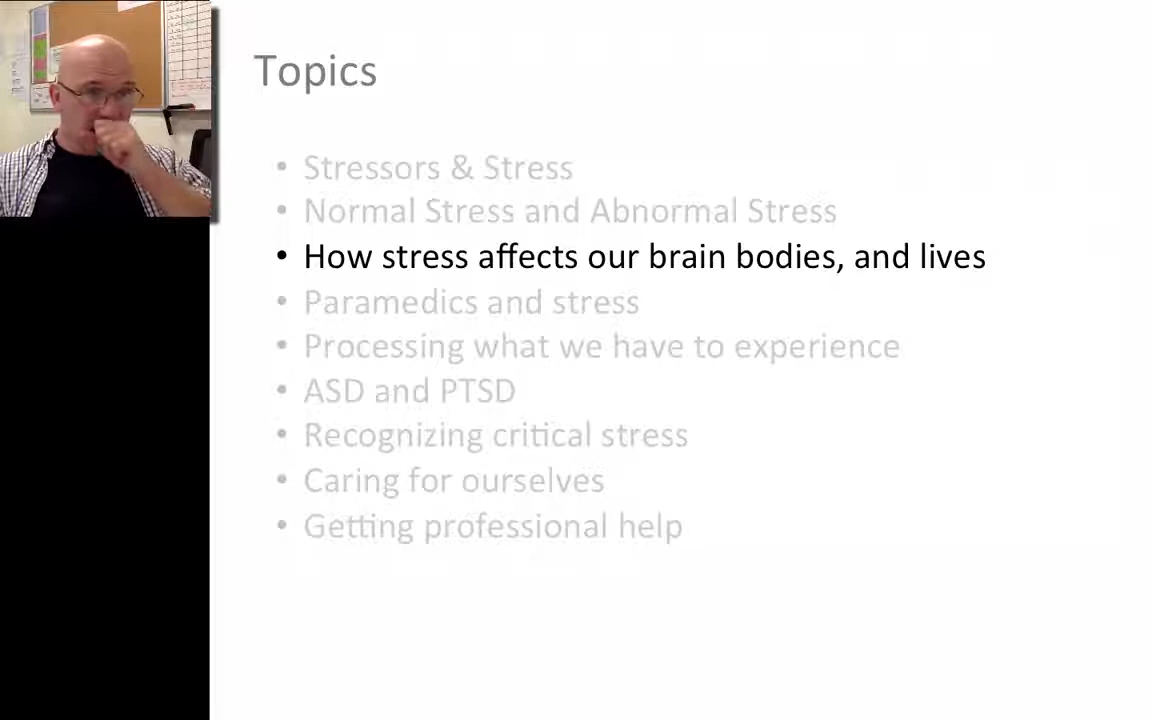 Topics
• Stressors & Stress
• Normal Stress and Abnormal Stress
• How stress affects our brain bodies, and lives
• Paramedics and stress
• Processing what we have to experience
• ASD and PTSD
• Recognizing critical stress
• Caring for ourselves
• Getting professional help